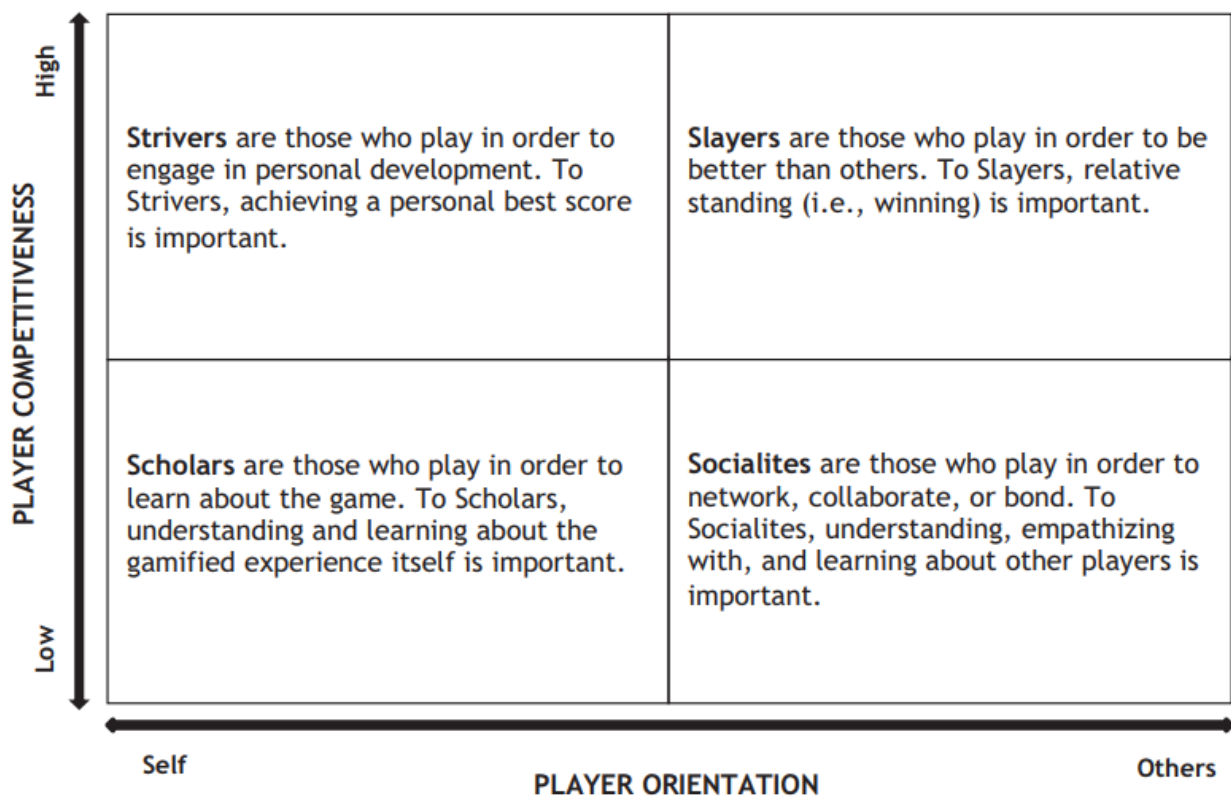 High
PLAYER COMPETITIVENESS
Low
Strivers are those who play in order to
engage in personal development. To
Strivers, achieving a personal best score
is important.
Slayers are those who play in order to be
better than others. To Slayers, relative
standing (i.e., winning) is important.
Scholars are those who play in order to
learn about the game. To Scholars,
understanding and learning about the
gamified experience itself is important.
Socialites are those who play in order to
network, collaborate, or bond. To
Socialites, understanding, empathizing
with, and learning about other players is
important.
Self
PLAYER ORIENTATION
Others